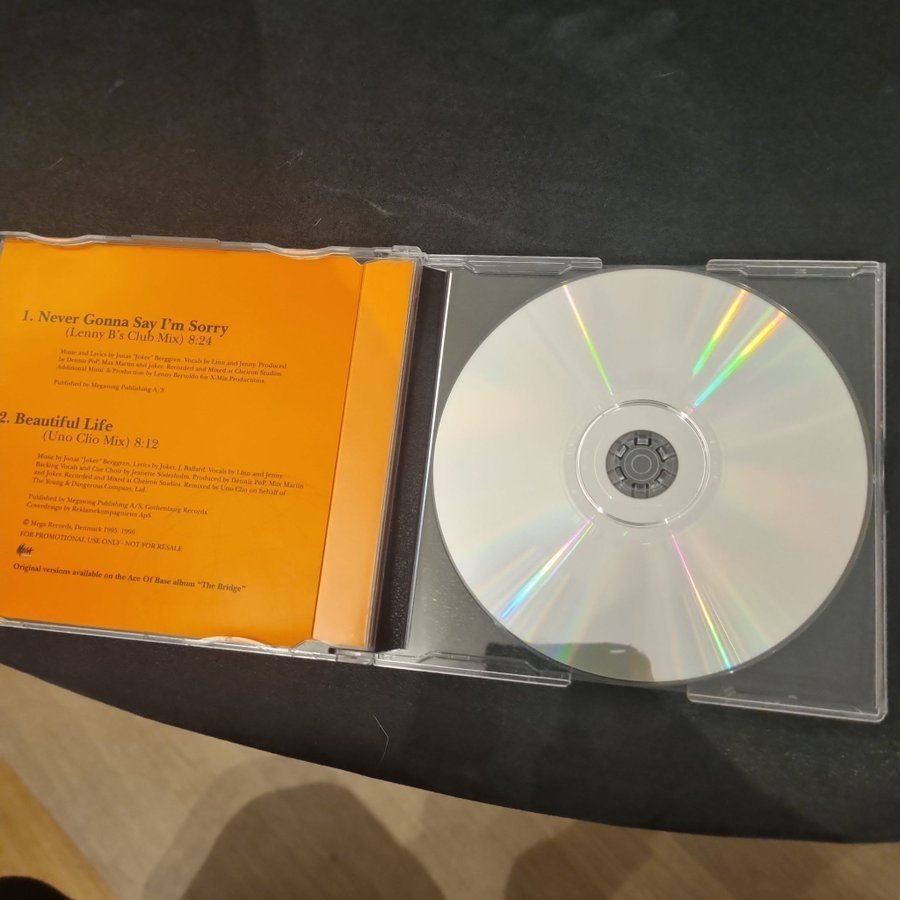 1. Never Gonna Say I'm Sorry
(Lenny B's Club Mix) 8:24
Music and Lyrics by Jonas "Joker" Berggren. Vocals by Linn and Jenny. Produced
by Denniz PoP, Max Martin and Joker. Recorded and Mixed at Cheiron Studios.
Additional Music & Production by Lenny Bertoldo for X-Mix Productions.
Published by Megasong Publishing A/S
2. Beautiful Life
(Uno Clio Mix) 8:12
Music by Jonas "Joker" Berggren. Lyrics by Joker, J. Ballard. Vocals by Linn and Jenny
Backing Vocals and Gue Choir by Jeanette Söderholm. Produced by Denniz PoP, Max Martin
and Joker. Recorded and Mixed at Cheiron Studios. Remixed by Uno Clio on behalf of
The Young & Dangerous Company, Ltd.
Published by Megasong Publishing A/S, Gothenburg Records
Coverdesign by Reklamekompagnieten ApS
© Mega Records, Denmark 1995, 1996
FOR PROMOTIONAL USE ONLY - NOT FOR RESALE
Original versions available on the Ace Of Base album "The Bridge"